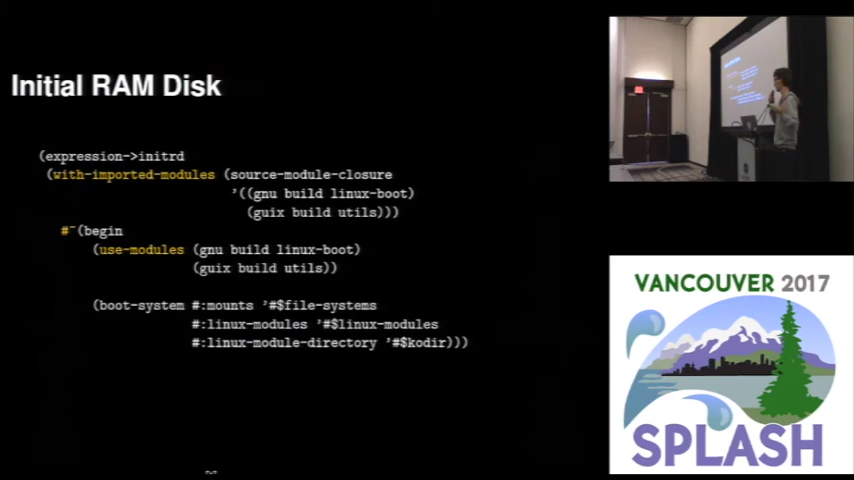 Initial RAM Disk
(expression->initrd
(with-imported-modules (source-module-closure
'((gnu build linux-boot)
(guix build utils)))
#~(begin
(use-modules (gnu build linux-boot)
(guix build utils))
(boot-system #:mounts '#$file-systems
#:linux-modules '#$linux-modules
#:linux-module-directory '#$kodir)))
VANCOUVER 2017
SPLASH